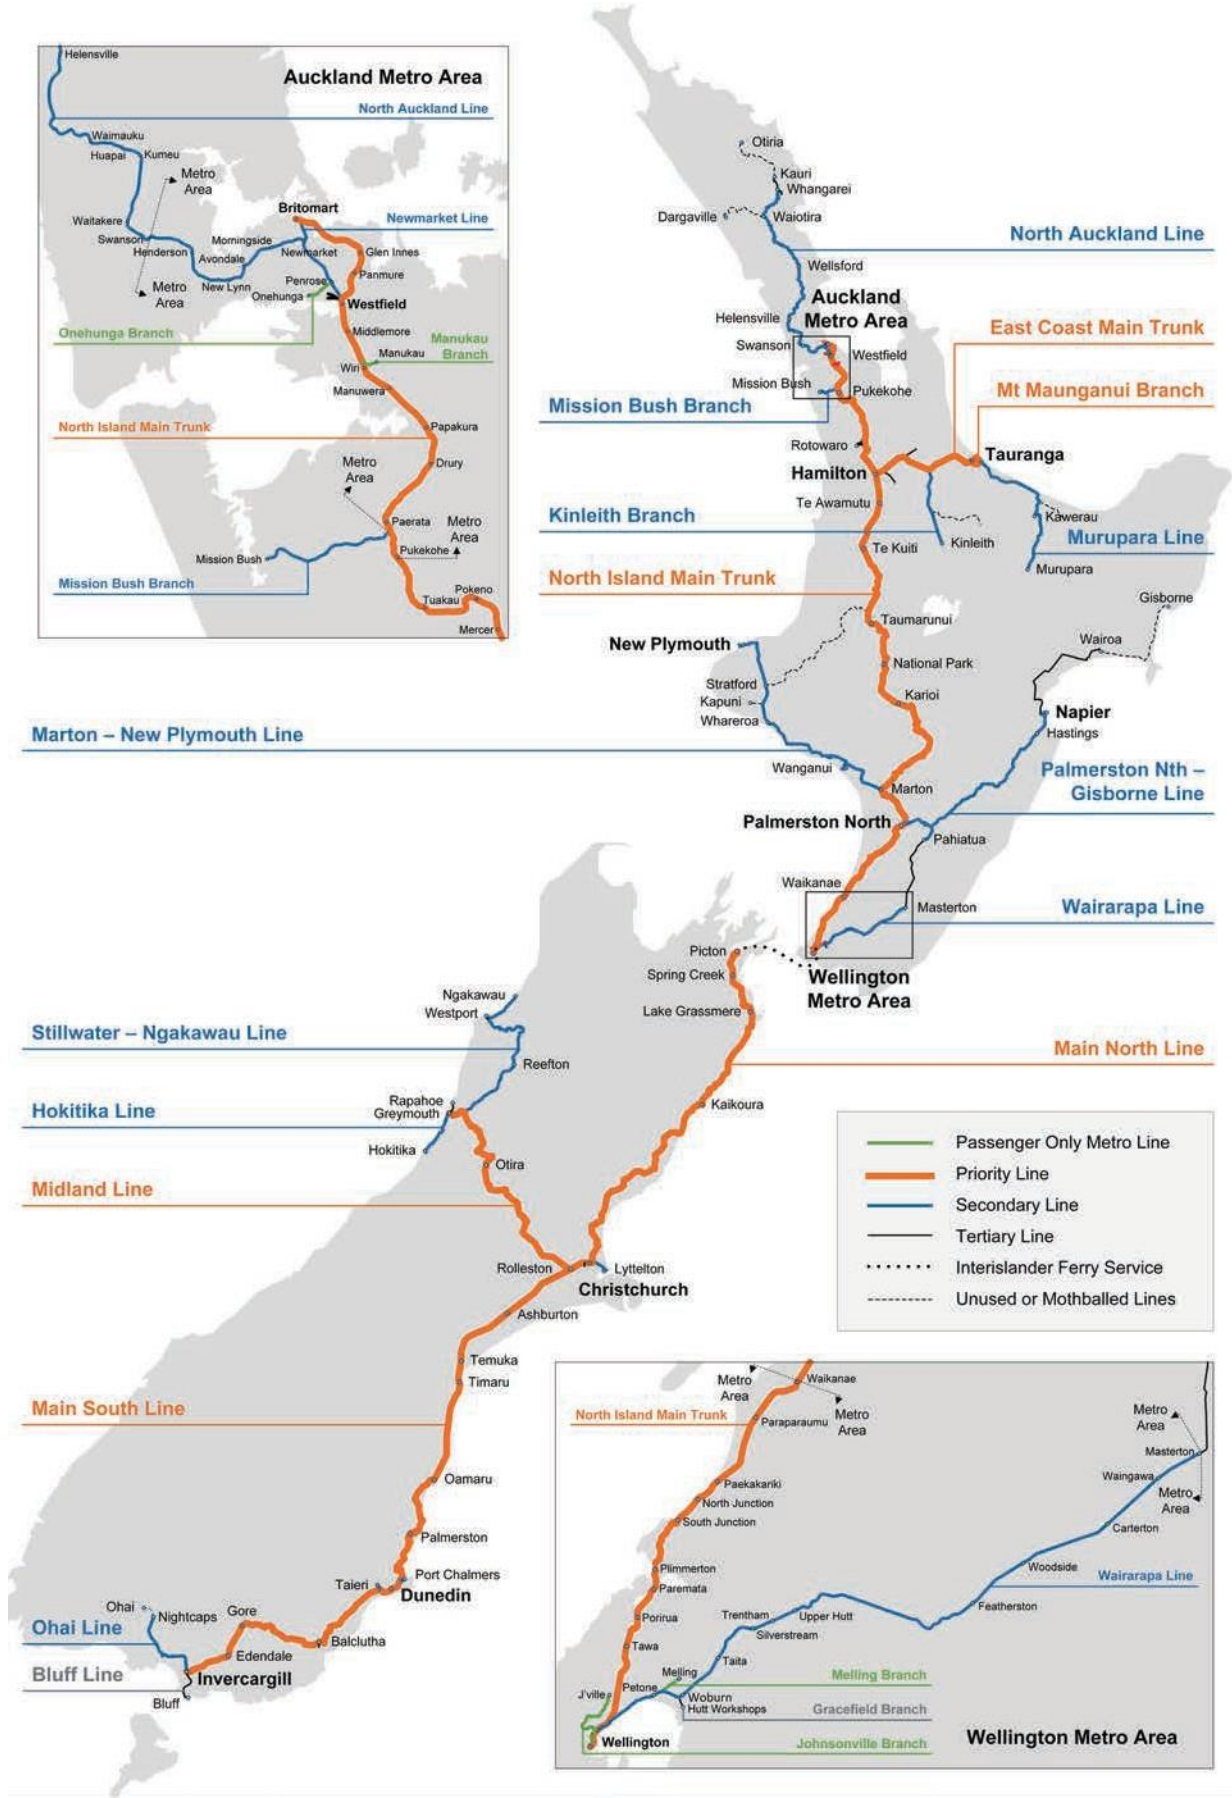 Helensville
Auckland Metro Area
North Auckland Line
Waimauku
Huapai
Kumeu
Metro
Area
Britomart
Newmarket Line
Waitakere
Swanson
Henderson
Morningside
Avondale
New Lynn
Newmarket
Glen Innes
Panmure
Penrose
Onehunga
Metro
Area
Westfield
Onehunga Branch
Middlemore
Manukau
Branch
Manukau
Wiri
Manuwera
North Island Main Trunk
Papakura
Metro
Area
Drury
Paerata
Metro
Area
Mission Bush
Pukekohe
Mission Bush Branch
Pokeno
Tuakau
Mercer
Otiria
Kauri
Whangarei
Dargaville
Waiotira
North Auckland Line
Wellsford
Auckland
Metro Area
Helensville
East Coast Main Trunk
Swanson
Westfield
Mission Bush
Pukekohe
Mt Maunganui Branch
Mission Bush Branch
Rotowaro
Tauranga
Hamilton
Te Awamutu
Kinleith Branch
Kawerau
Murupara Line
Te Kuiti
Kinleith
Murupara
North Island Main Trunk
Gisborne
Taumarunui
Wairoa
New Plymouth
National Park
Stratford
Kapuni
Karioi
Whareroa
Napier
Hastings
Marton – New Plymouth Line
Wanganui
Palmerston Nth –
Gisborne Line
Marton
Palmerston North
Pahiatua
Waikanae
Masterton
Wairarapa Line
Picton
Spring Creek
Wellington
Metro Area
Ngakawau
Westport
Lake Grassmere
Stillwater – Ngakawau Line
Main North Line
Reefton
Rapahoe
Greymouth
Kaikoura
Hokitika Line
Hokitika
Otira
Midland Line
Passenger Only Metro Line
Priority Line
Secondary Line
Tertiary Line
Interislander Ferry Service
Unused or Mothballed Lines
Rolleston
Lyttelton
Christchurch
Ashburton
Temuka
Timaru
Main South Line
Oamaru
Palmerston
Port Chalmers
Taieri
Dunedin
Ohai
Nightcaps
Gore
Ohai Line
Balclutha
Edendale
Bluff Line
Invercargill
Bluff
Metro
Area
Waikanae
North Island Main Trunk
Paraparaumu
Metro
Area
Metro
Area
Masterton
Waingawa
Metro
Area
Paekakariki
North Junction
South Junction
Carterton
Plimmerton
Woodside
Wairarapa Line
Paremata
Featherston
Porirua
Trentham
Upper Hutt
Silverstream
Tawa
Taita
Melling
Melling Branch
J'ville
Petone
Woburn
Hutt Workshops
Gracefield Branch
Wellington
Wellington Metro Area
Johnsonville Branch